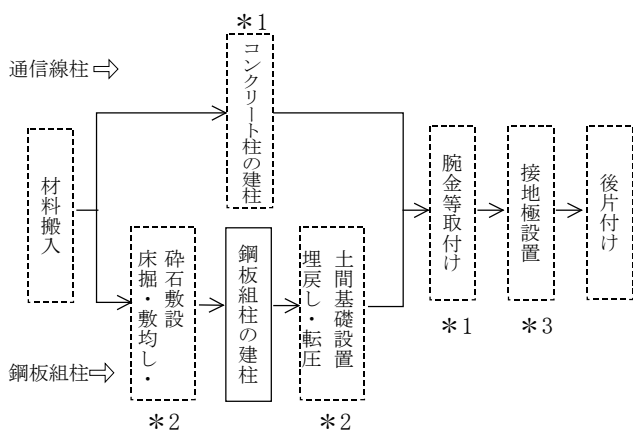 *1
通信線柱⇨
コンクリート柱の建柱
材料搬入
腕金等取付け
接地極設置
後片付け
*1
*3
床掘・敷均し・
砕石敷設
鋼板組柱の建柱
土間基礎設置
埋戻し・転圧
鋼板組柱⇨
*2
*2